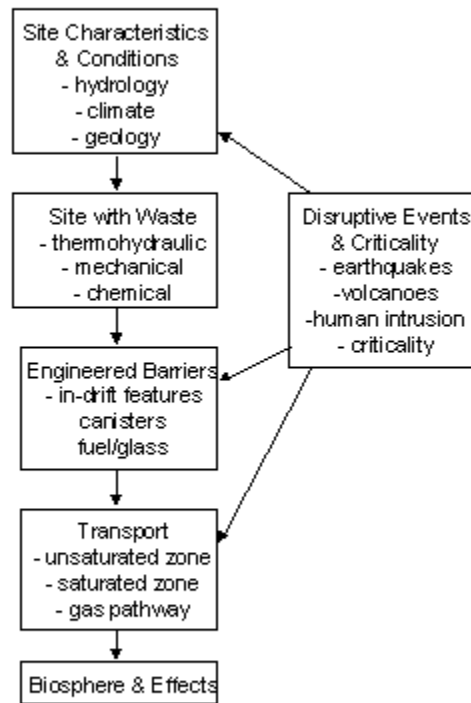 Site Characteristics
& Conditions
- hydrology
- climate
- geology
Site with Waste
- thermohydraulic
- mechanical
- chemical
Disruptive Events
& Criticality
- earthquakes
-volcanoes
-human intrusion
- criticality
Engineered Barriers
- in-drift features
canisters
fuel/glass
Transport
- unsaturated zone
- saturated zone
- gas pathway
Biosphere & Effects